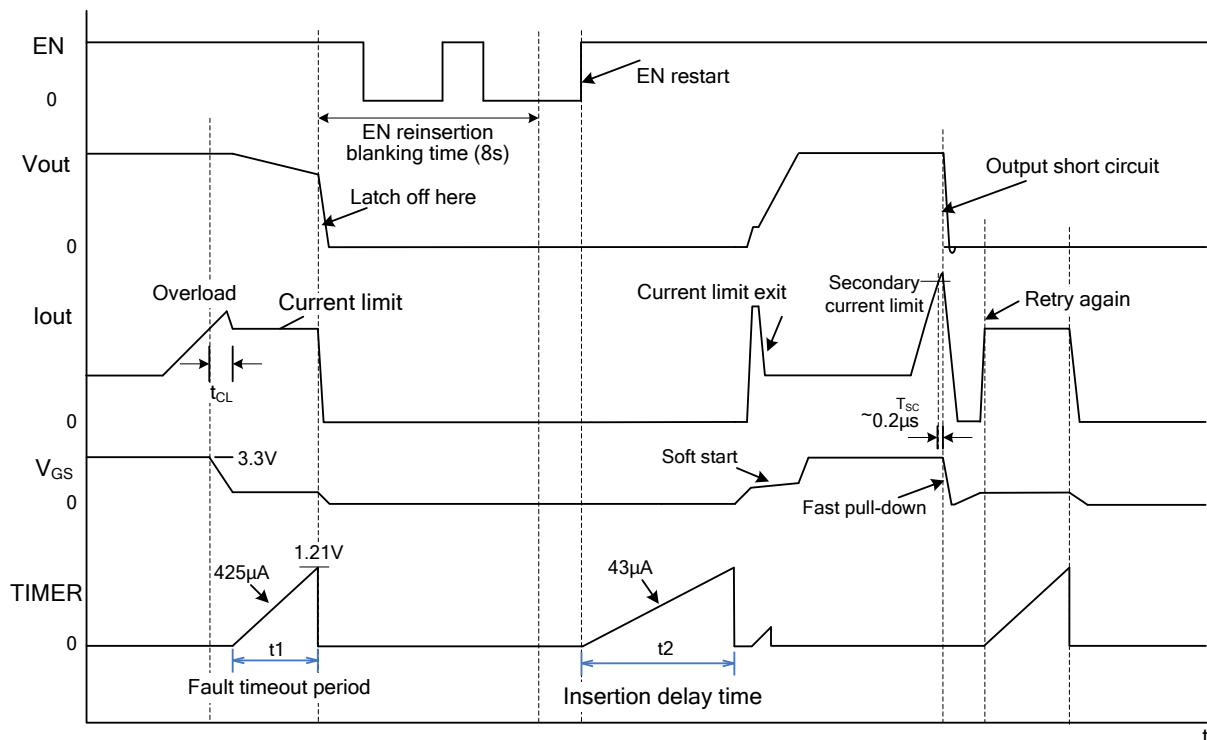 EN
0
EN restart
EN reinsertion
blanking time (8s)
Vout
Latch off here
Output short circuit
0
Overload
Current limit
Current limit exit
Secondary
current limit
Retry again
Iout
tCL
0
TSC
~0.2µs
VGS
3.3V
0
Soft start
Fast pull-down
1.21V
425µA
43µA
TIMER
0
t1
t2
Fault timeout period
Insertion delay time
t